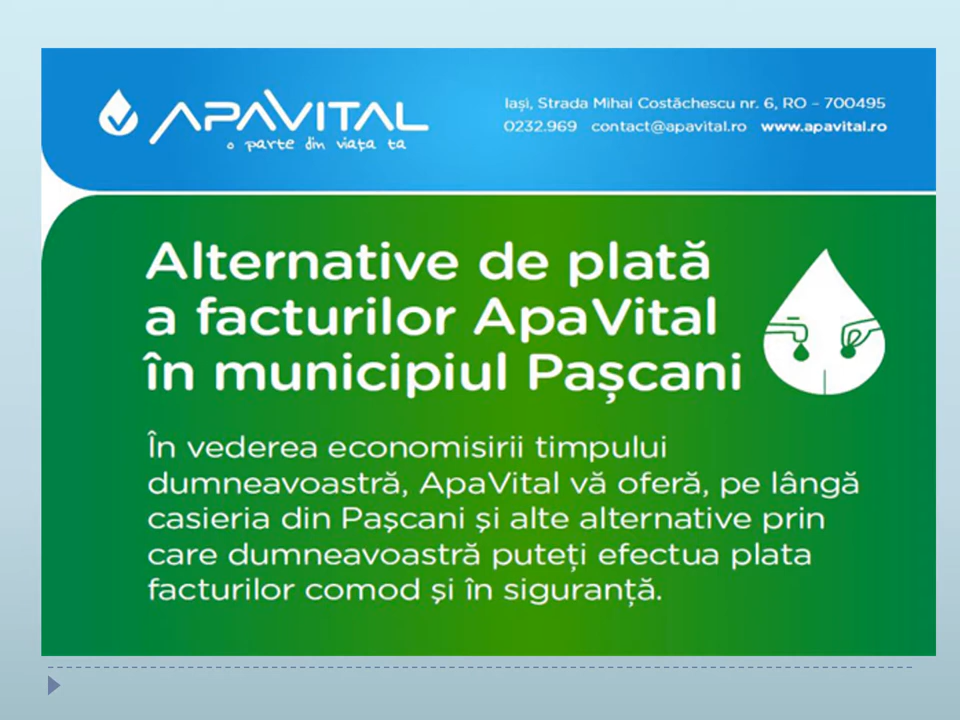 APAVITAL
o parte din viața ta
Iași, Strada Mihai Costăchescu nr. 6, RO – 700495
0232.969 contact@apavital.ro www.apavital.ro
Alternative de plată
a facturilor ApaVital
în municipiul Pașcani
În vederea economisirii timpului
dumneavoastră, ApaVital vă oferă, pe lângă
casieria din Pașcani și alte alternative prin
care dumneavoastră puteți efectua plata
facturilor comod și în siguranță.